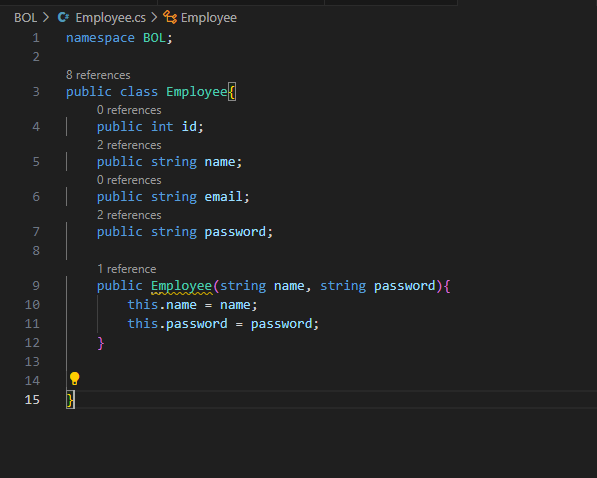 BOL > Employee.cs > Employee
1 namespace BOL;
2
8 references
3 public class Employee{
0 references
4 public int id;
2 references
5 public string name;
0 references
6 public string email;
2 references
7 public string password;
8
1 reference
9 public Employee(string name, string password){
10 this.name = name;
11 this.password = password;
12 }
13
14
15 }